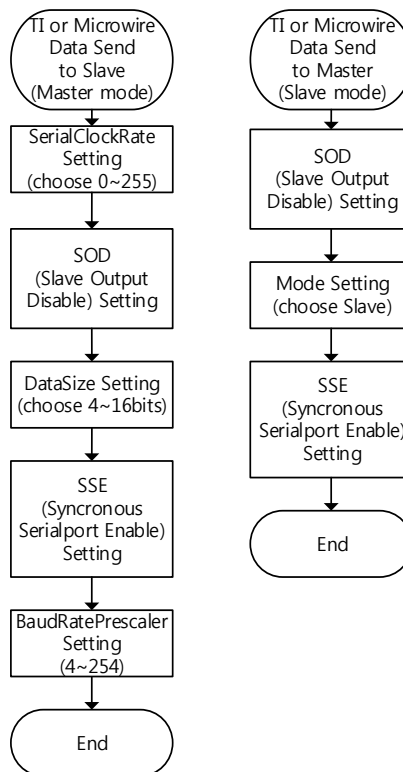 TI or Microwire
Data Send
to Slave
(Master mode)
SerialClockRate
Setting
(choose 0~255)
SOD
(Slave Output
Disable) Setting
DataSize Setting
(choose 4~16bits)
SSE
(Syncronous
Serialport Enable)
Setting
BaudRatePrescaler
Setting
(4~254)
End
TI or Microwire
Data Send
to Master
(Slave mode)
SOD
(Slave Output
Disable) Setting
Mode Setting
(choose Slave)
SSE
(Syncronous
Serialport Enable)
Setting
End